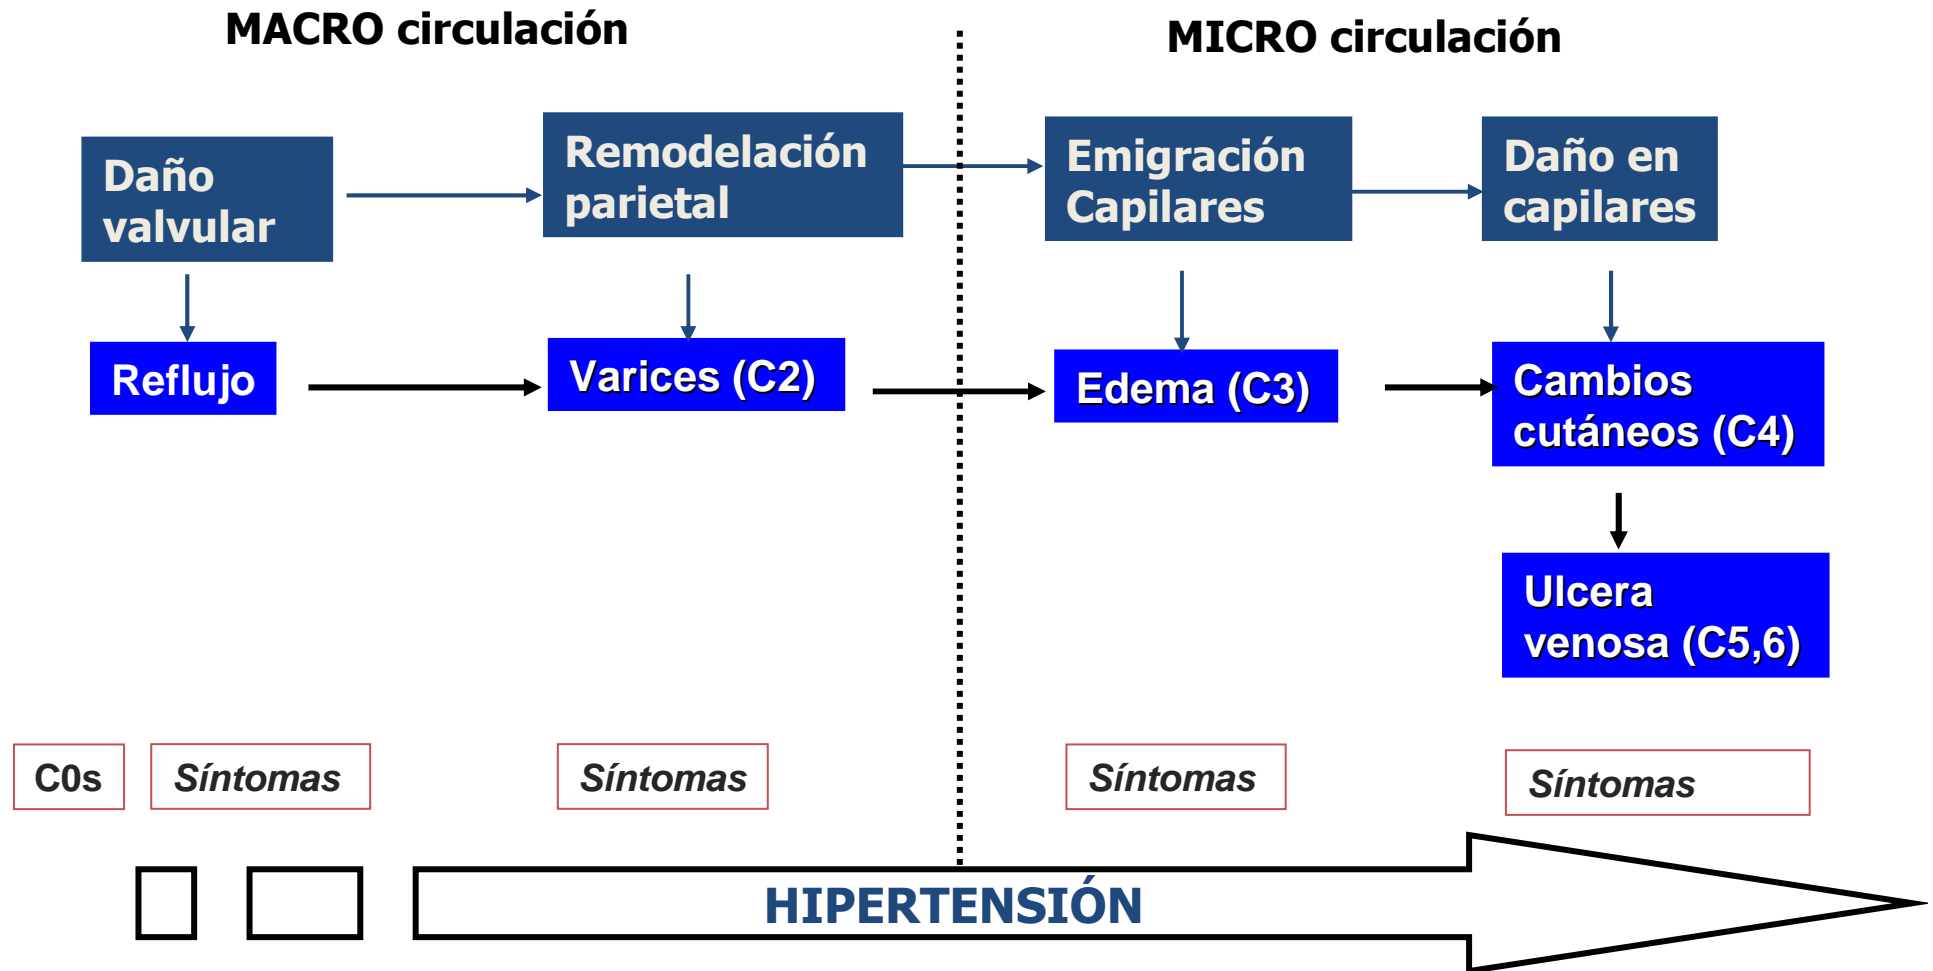 MACRO circulación
MICRO circulación
Daño
valvular
Remodelación
parietal
Emigración
Capilares
Daño en
capilares
Reflujo
Varices (C2)
Edema (C3)
Cambios
cutáneos (C4)
Ulcera
venosa (C5,6)
C0s
Síntomas
Síntomas
Síntomas
Síntomas
HIPERTENSIÓN